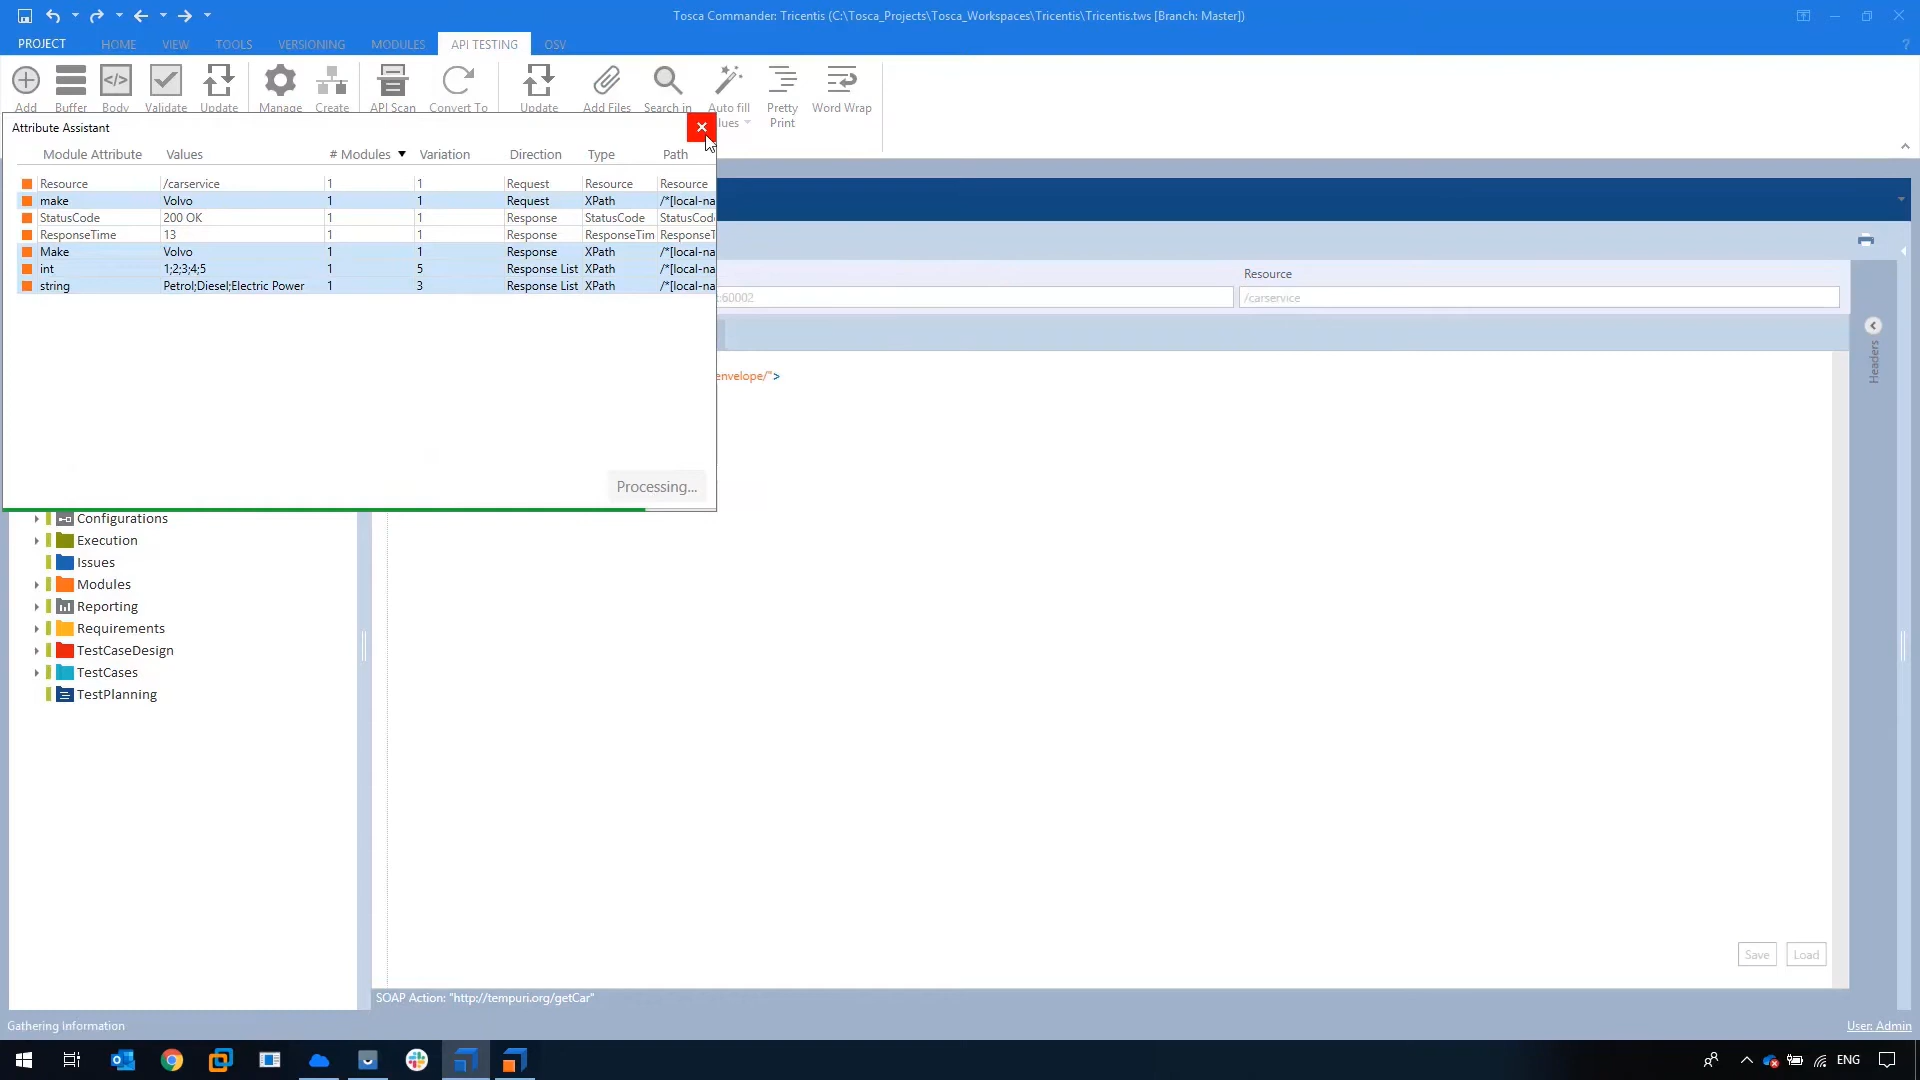 Tosca Commander: Tricentis (C:\Tosca_Projects\Tosca_Workspaces\Tricentis\Tricentis.tws [Branch: Master])
PROJECT HOME VIEW TOOLS VERSIONING MODULES API TESTING OSV
Add Buffer Body Validate Update Manage Create API Scan Convert To Update Add Files Search in Auto fill Pretty Print Word Wrap
Attribute Assistant
Module Attribute Values # Modules Variation Direction Type Path
Resource /carservice 1 1 Request Resource Resource
make Volvo 1 1 Request XPath /*[local-na
StatusCode 200 OK 1 1 Response StatusCode StatusCod
ResponseTime 13 1 1 Response ResponseTim ResponseT
Make Volvo 1 1 Response XPath /*[local-na
int 1;2;3;4;5 1 5 Response List XPath /*[local-na
string Petrol;Diesel;Electric Power 1 3 Response List XPath /*[local-na
Processing...
Resource
:60002 /carservice
Headers
envelope/">
Configurations
Execution
Issues
Modules
Reporting
Requirements
TestCaseDesign
TestCases
TestPlanning
Save Load
SOAP Action: "http://tempuri.org/getCar"
Gathering Information User: Admin
ENG